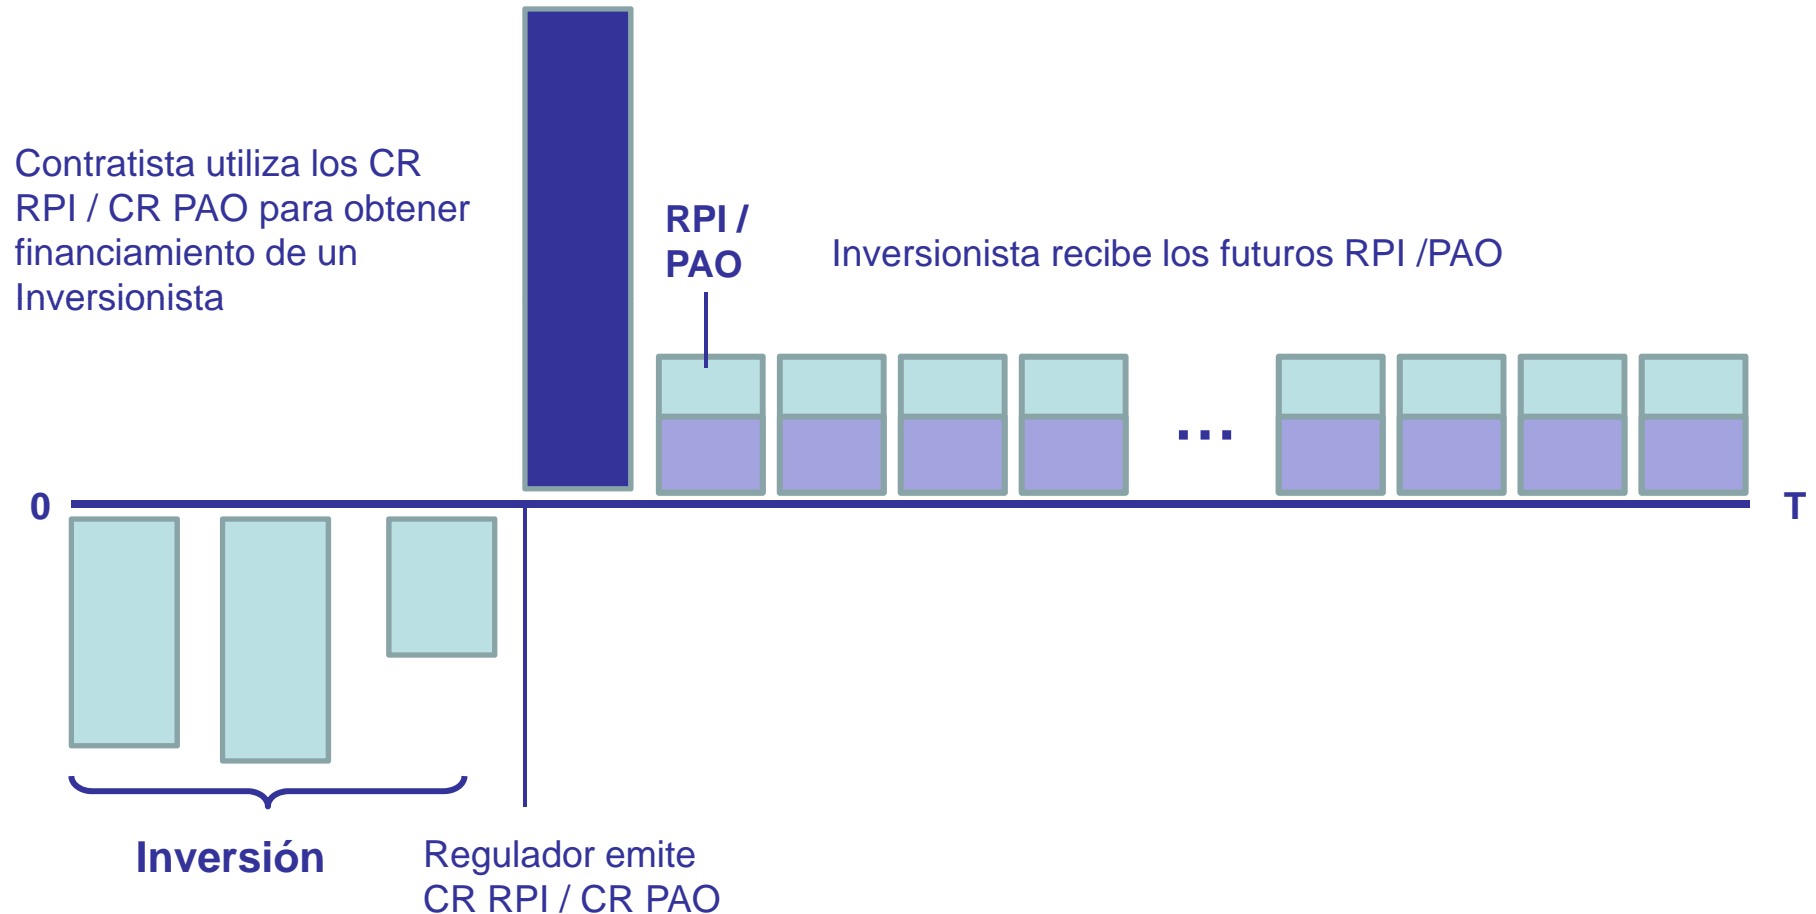 Contratista utiliza los CR
RPI / CR PAO para obtener
financiamiento de un
Inversionista
RPI /
PAO
Inversionista recibe los futuros RPI /PAO
...
0
T
Inversión
Regulador emite
CR RPI / CR PAO